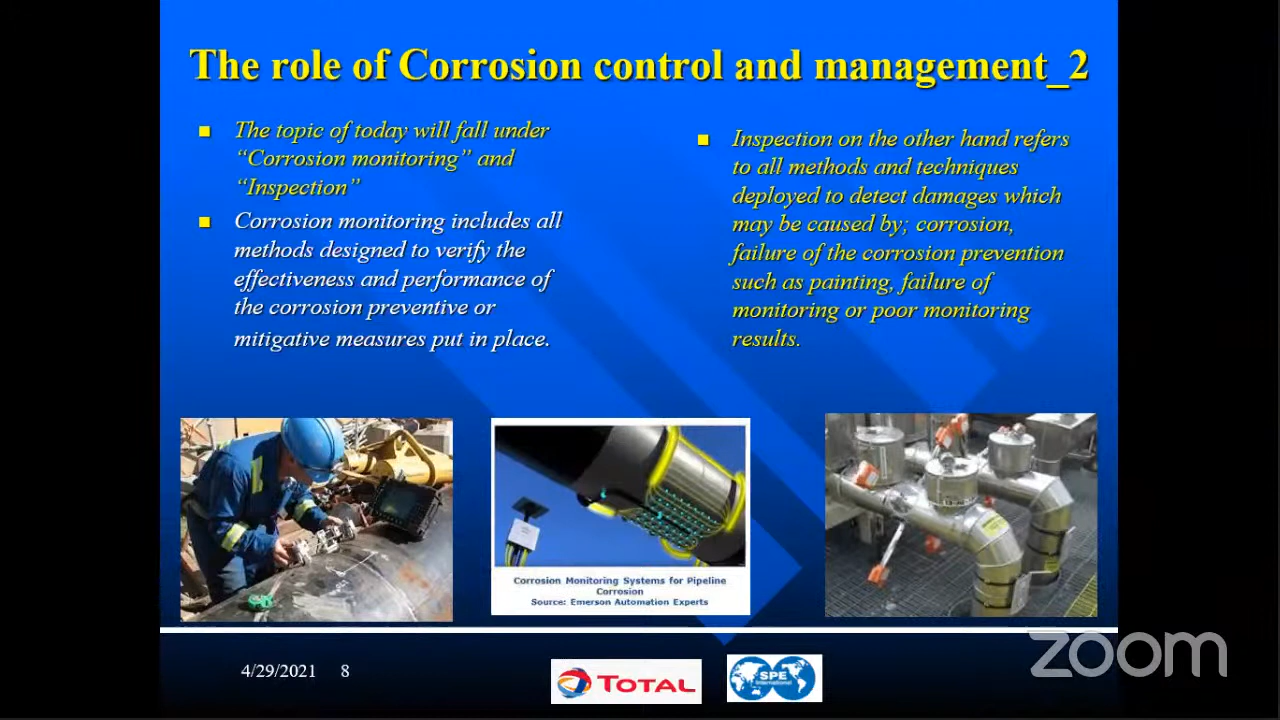 The role of Corrosion control and management_2
The topic of today will fall under
“Corrosion monitoring” and
“Inspection”
Corrosion monitoring includes all
methods designed to verify the
effectiveness and performance of
the corrosion preventive or
mitigative measures put in place.
Inspection on the other hand refers
to all methods and techniques
deployed to detect damages which
may be caused by; corrosion,
failure of the corrosion prevention
such as painting, failure of
monitoring or poor monitoring
results.
Corrosion Monitoring Systems for Pipeline
Corrosion
Source: Emerson Automation Experts
4/29/2021 8
TOTAL
SPE
International
zoom